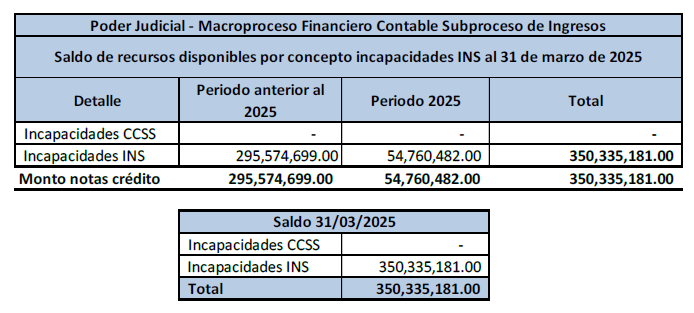 Poder Judicial - Macroproceso Financiero Contable Subproceso de Ingresos
Saldo de recursos disponibles por concepto incapacidades INS al 31 de marzo de 2025
Detalle Periodo anterior al 2025 Periodo 2025 Total
Incapacidades CCSS - - -
Incapacidades INS 295,574,699.00 54,760,482.00 350,335,181.00
Monto notas crédito 295,574,699.00 54,760,482.00 350,335,181.00
Saldo 31/03/2025
Incapacidades CCSS -
Incapacidades INS 350,335,181.00
Total 350,335,181.00